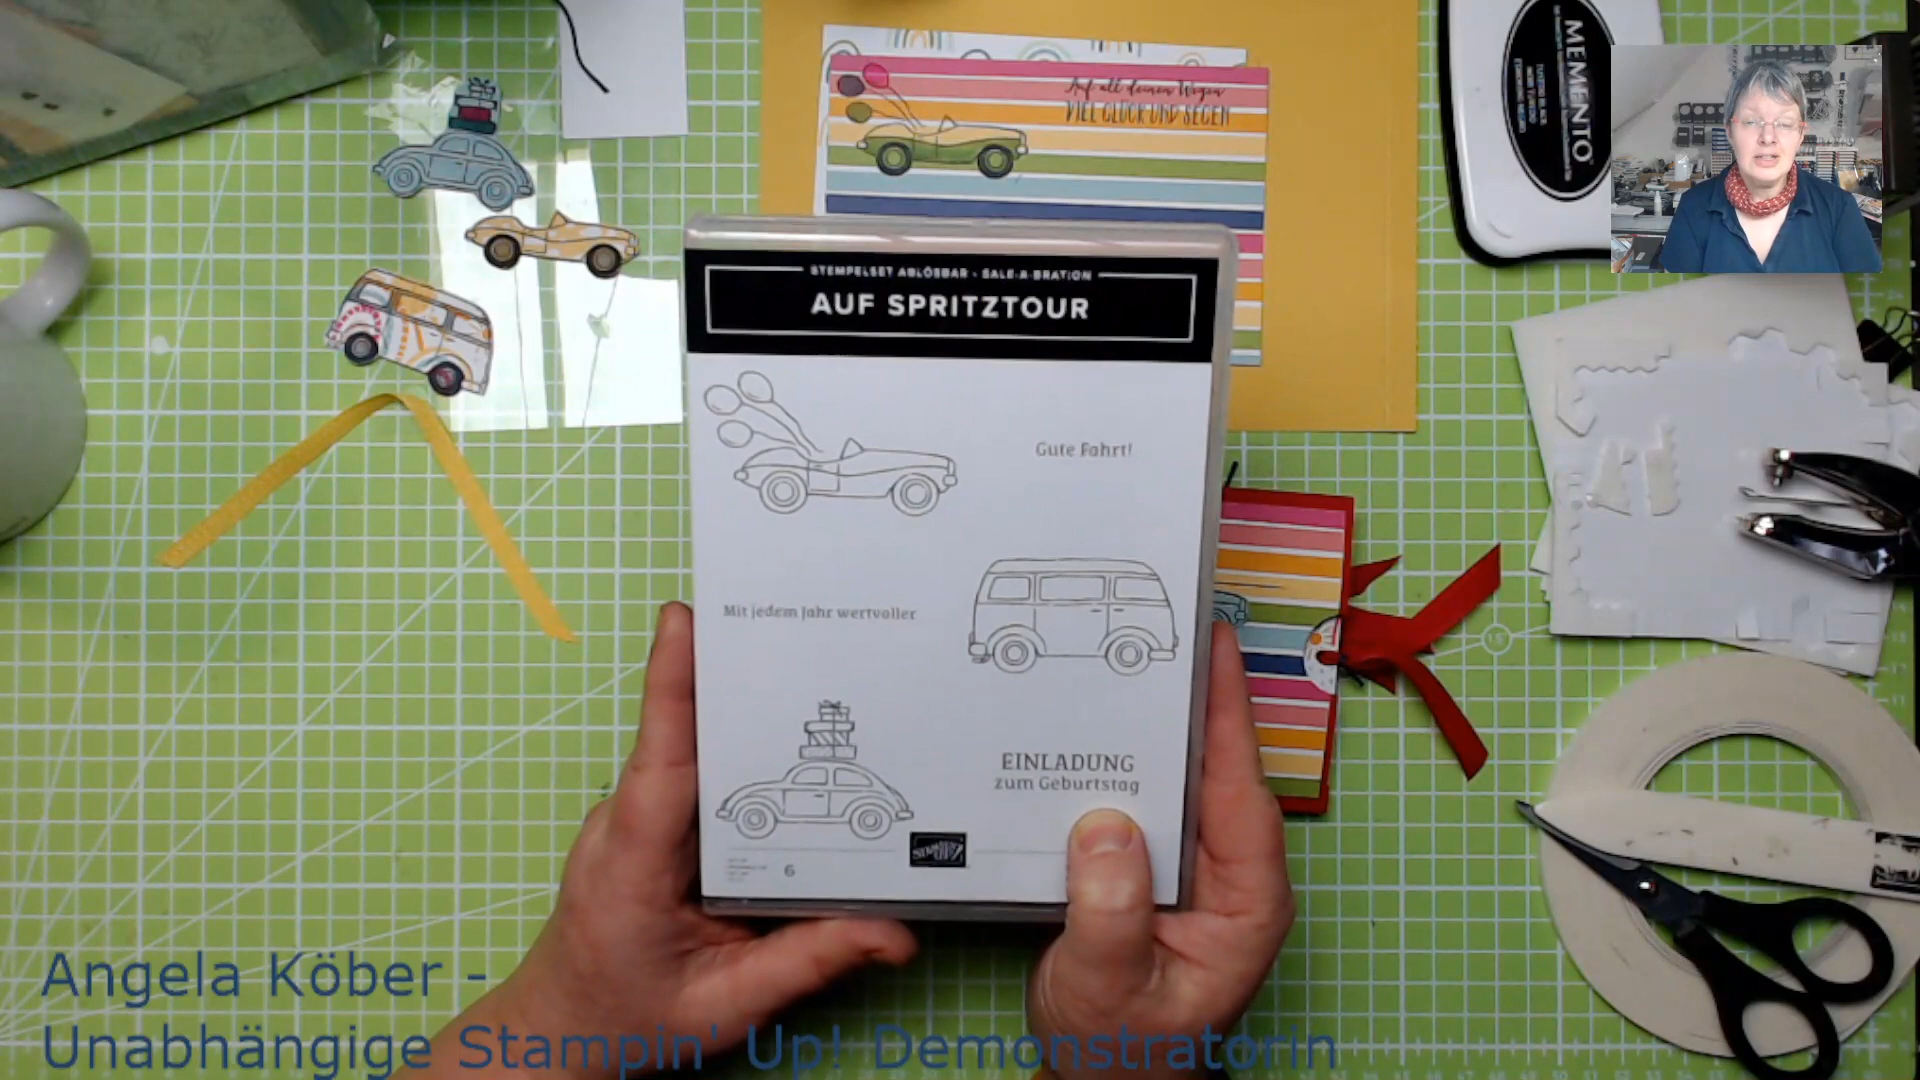 MEMENTO
Auf all deinen Wegen
VIEL GLÜCK UND SEGEN
STEMPELSET ABLÖSBAR • SALE-A-BRATION
AUF SPRITZTOUR
Gute Fahrt!
Mit jedem Jahr wertvoller
EINLADUNG
zum Geburtstag
6
15°
Angela Köber -
Unabhängige Stampin' Up! Demonstratorin